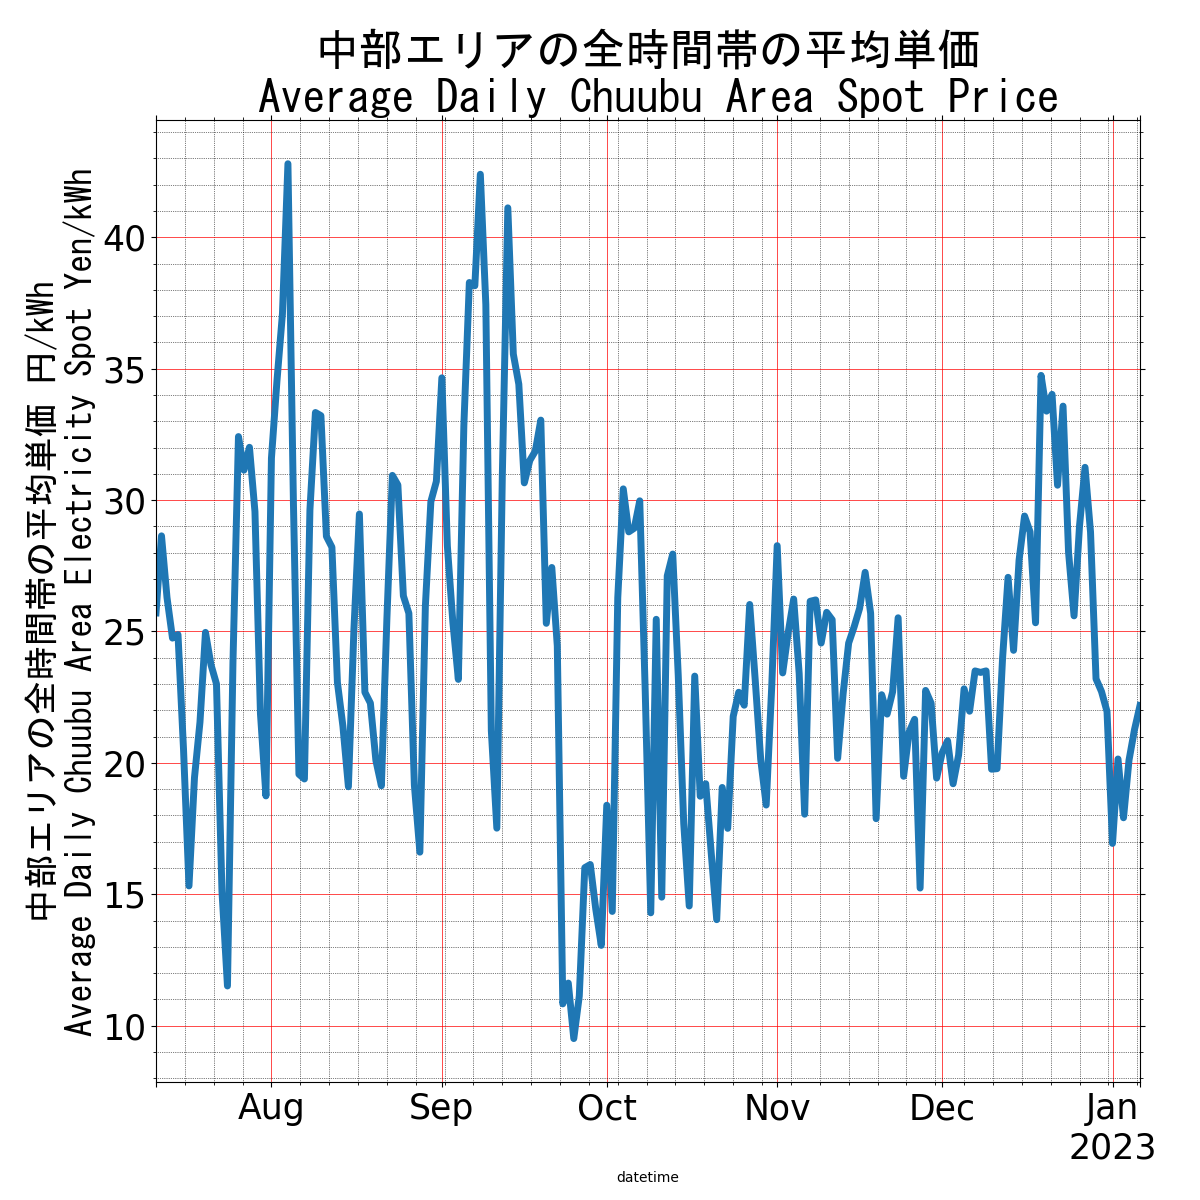 中部エリアの全時間帯の平均単価
Average Daily Chuubu Area Spot Price
中部エリアの全時間帯の平均単価 円/kWh
Average Daily Chuubu Area Electricity Spot Yen/kWh
40
35
30
25
20
15
10
Aug
Sep
Oct
Nov
Dec
Jan
2023
datetime